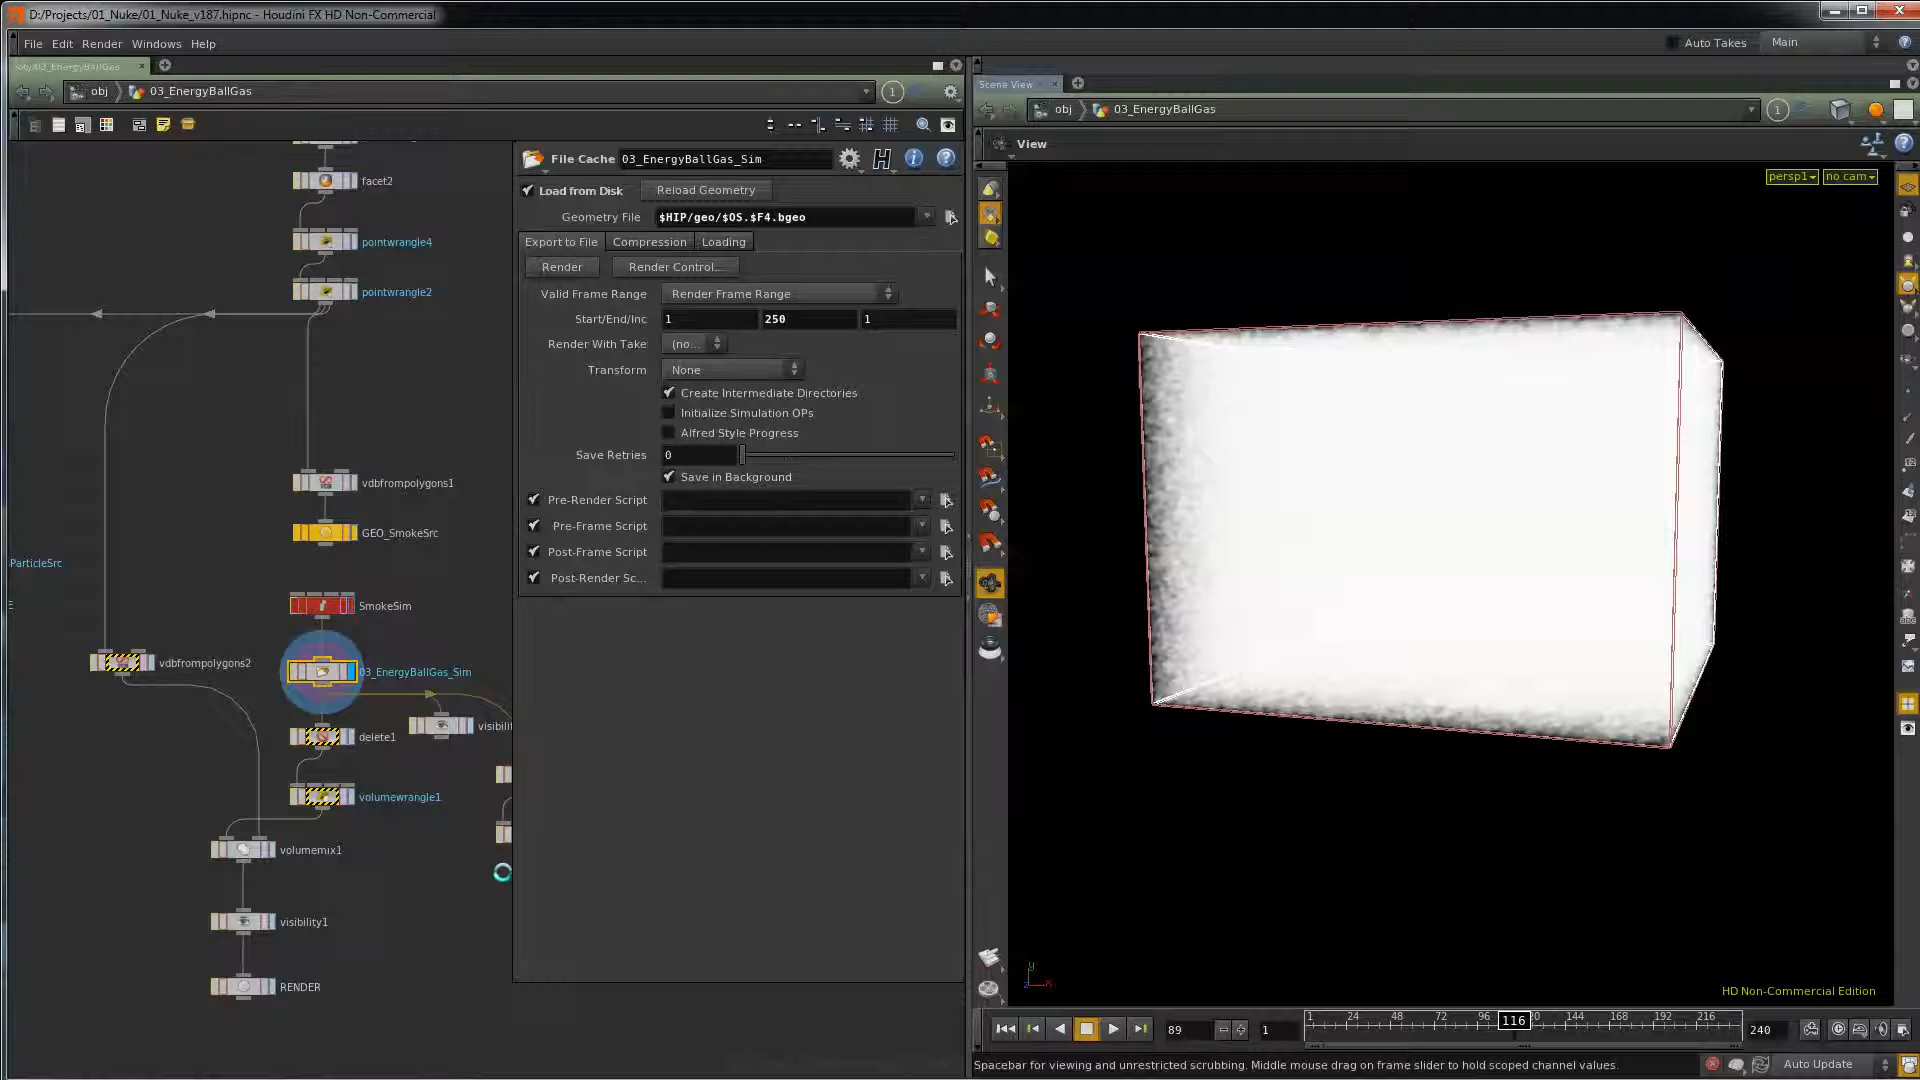 D:/Projects/01_Nuke/01_Nuke_v187.hipnc - Houdini FX HD Non-Commercial
File Edit Render Windows Help
Auto Takes Main
obj/03_EnergyBallGas
Scene View
obj 03_EnergyBallGas 1
obj 03_EnergyBallGas 1
View
persp1 no cam
facet2
pointwrangle4
pointwrangle2
vdbfrompolygons1
GEO_SmokeSrc
ParticleSrc
SmokeSim
vdbfrompolygons2
03_EnergyBallGas_Sim
visibilit
delete1
volumewrangle1
volumemix1
visibility1
RENDER
File Cache 03_EnergyBallGas_Sim
Load from Disk Reload Geometry
Geometry File $HIP/geo/$OS.$F4.bgeo
Export to File Compression Loading
Render Render Control...
Valid Frame Range Render Frame Range
Start/End/Inc 1 250 1
Render With Take (no...
Transform None
Create Intermediate Directories
Initialize Simulation OPs
Alfred Style Progress
Save Retries 0
Save in Background
Pre-Render Script
Pre-Frame Script
Post-Frame Script
Post-Render Sc...
y
x
HD Non-Commercial Edition
89 1 1 24 48 72 96 116 144 168 192 216 240
Spacebar for viewing and unrestricted scrubbing. Middle mouse drag on frame slider to hold scoped channel values.
Auto Update